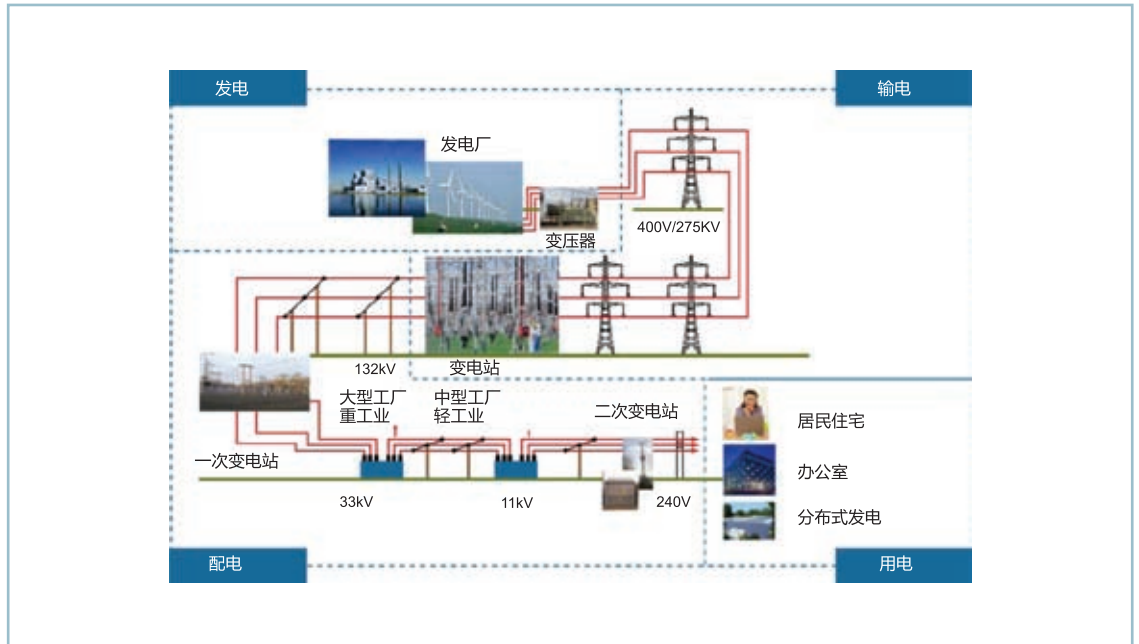 发电
输电
发电厂
变压器
400V/275KV
132kV
变电站
大型工厂
重工业
中型工厂
轻工业
二次变电站
一次变电站
33kV
11kV
240V
居民住宅
办公室
分布式发电
配电
用电